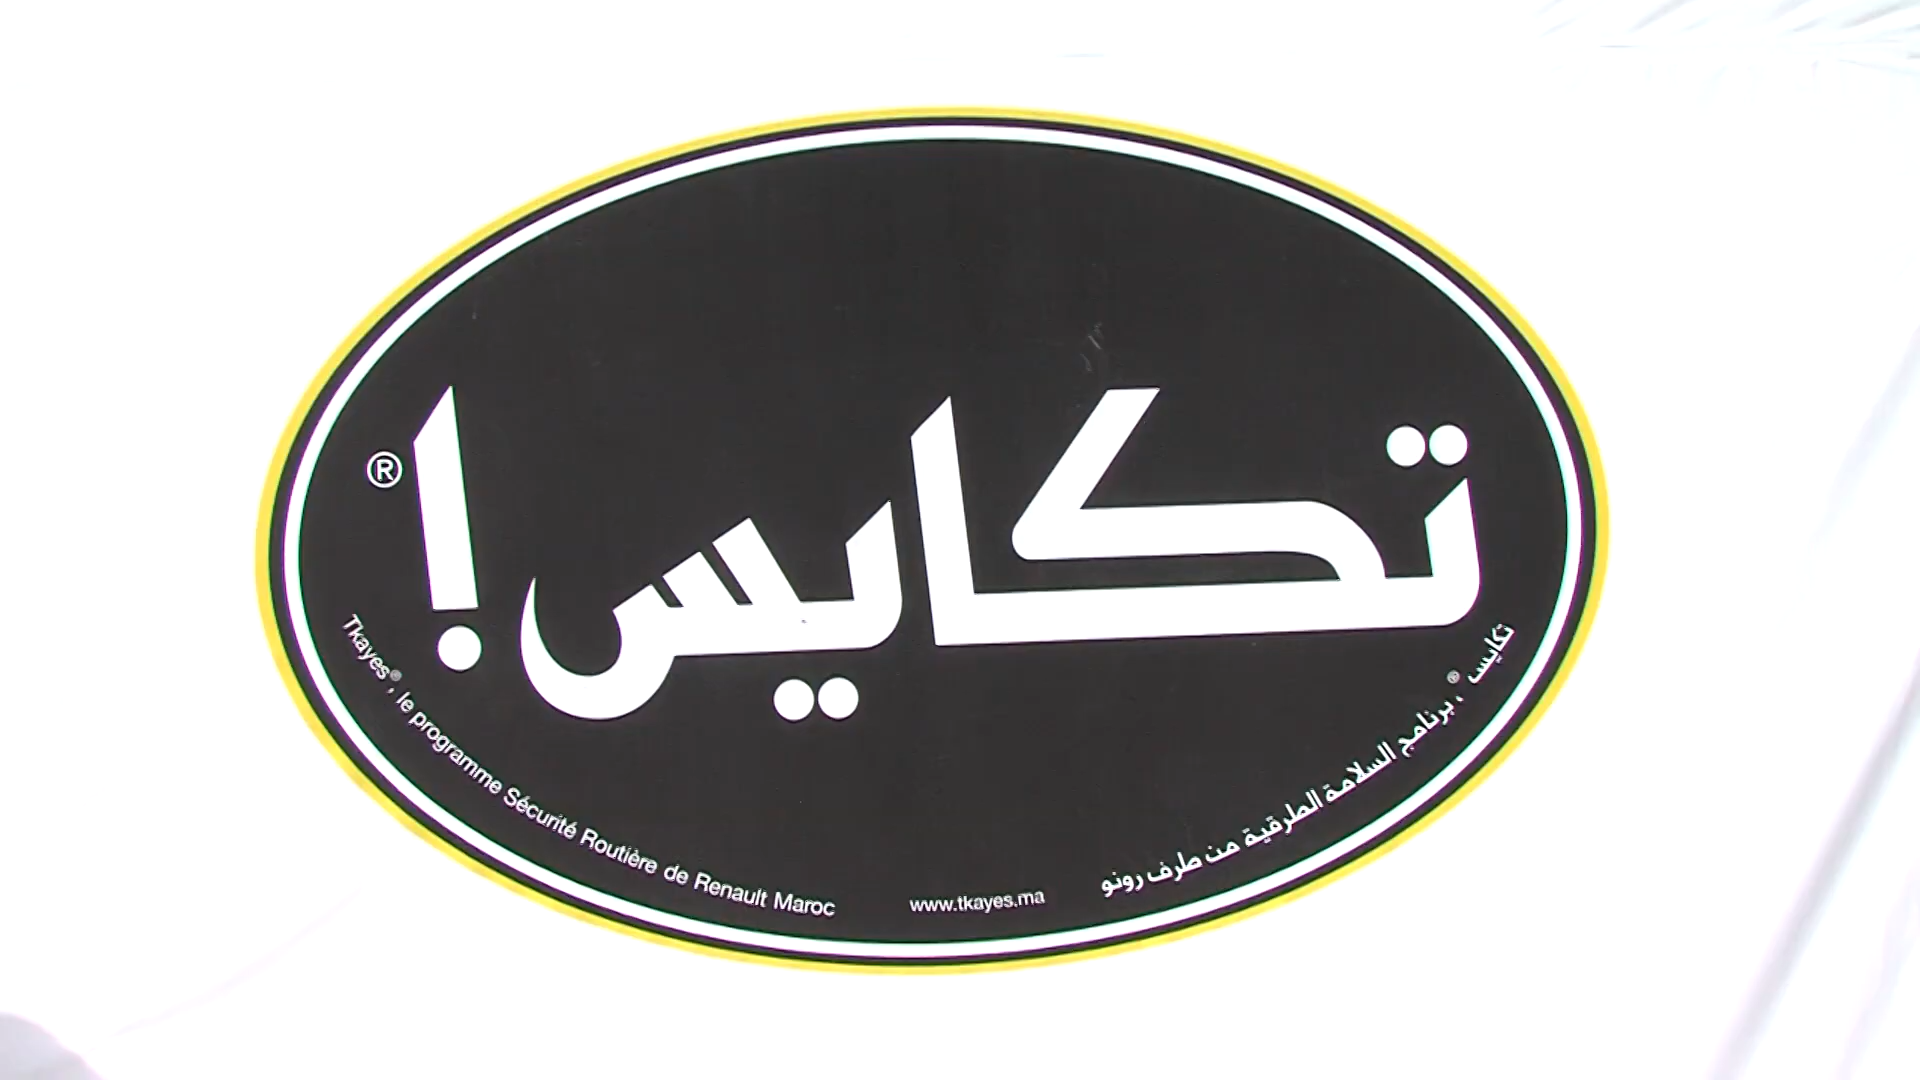 تكايس!®
Tkayes®, le programme Sécurité Routière de Renault Maroc
www.tkayes.ma
تكايس®، برنامج السلامة الطرقية من طرف رونو